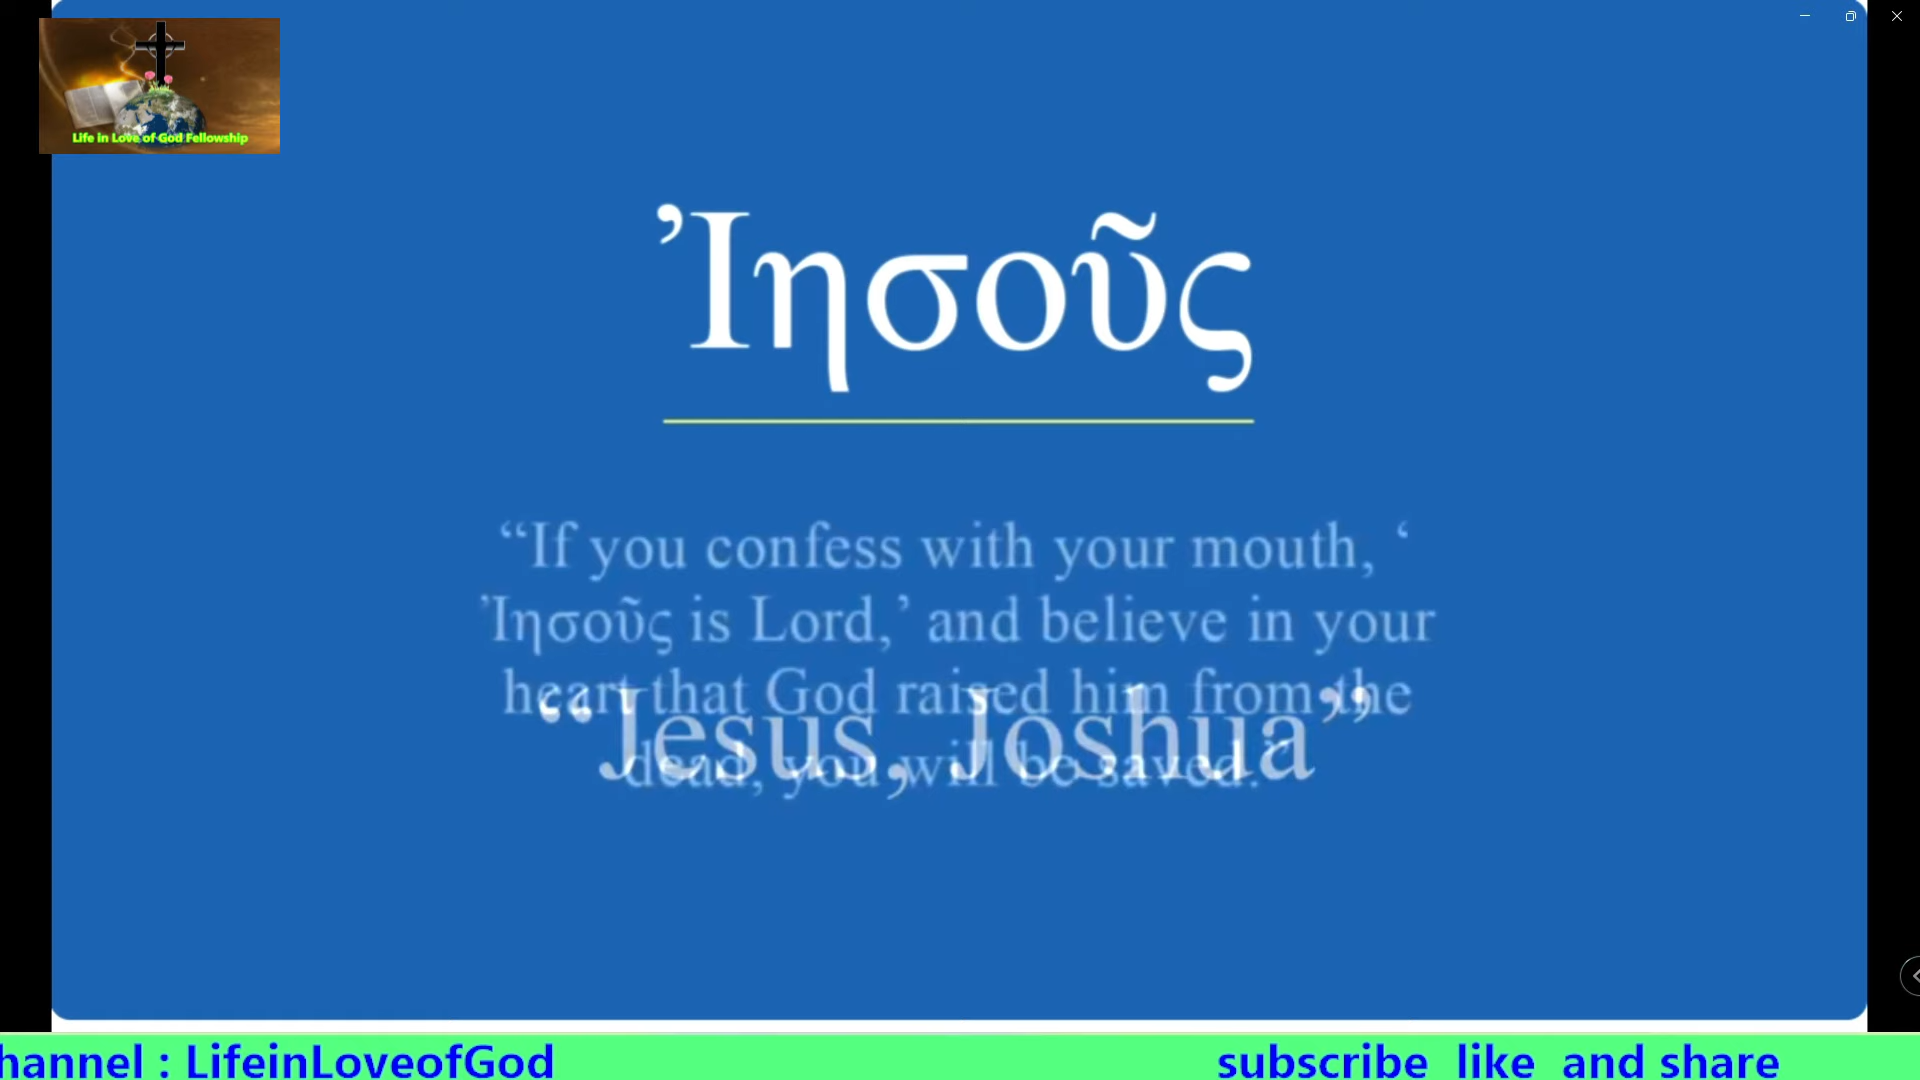 Life in Love of God Fellowship
Ἰησοῦς
“If you confess with your mouth, ‘
Ἰησοῦς is Lord,’ and believe in your
heart that God raised him from the
dead, you will be saved.”
“Jesus, Joshua”
hannel : LifeinLoveofGod
subscribe like and share